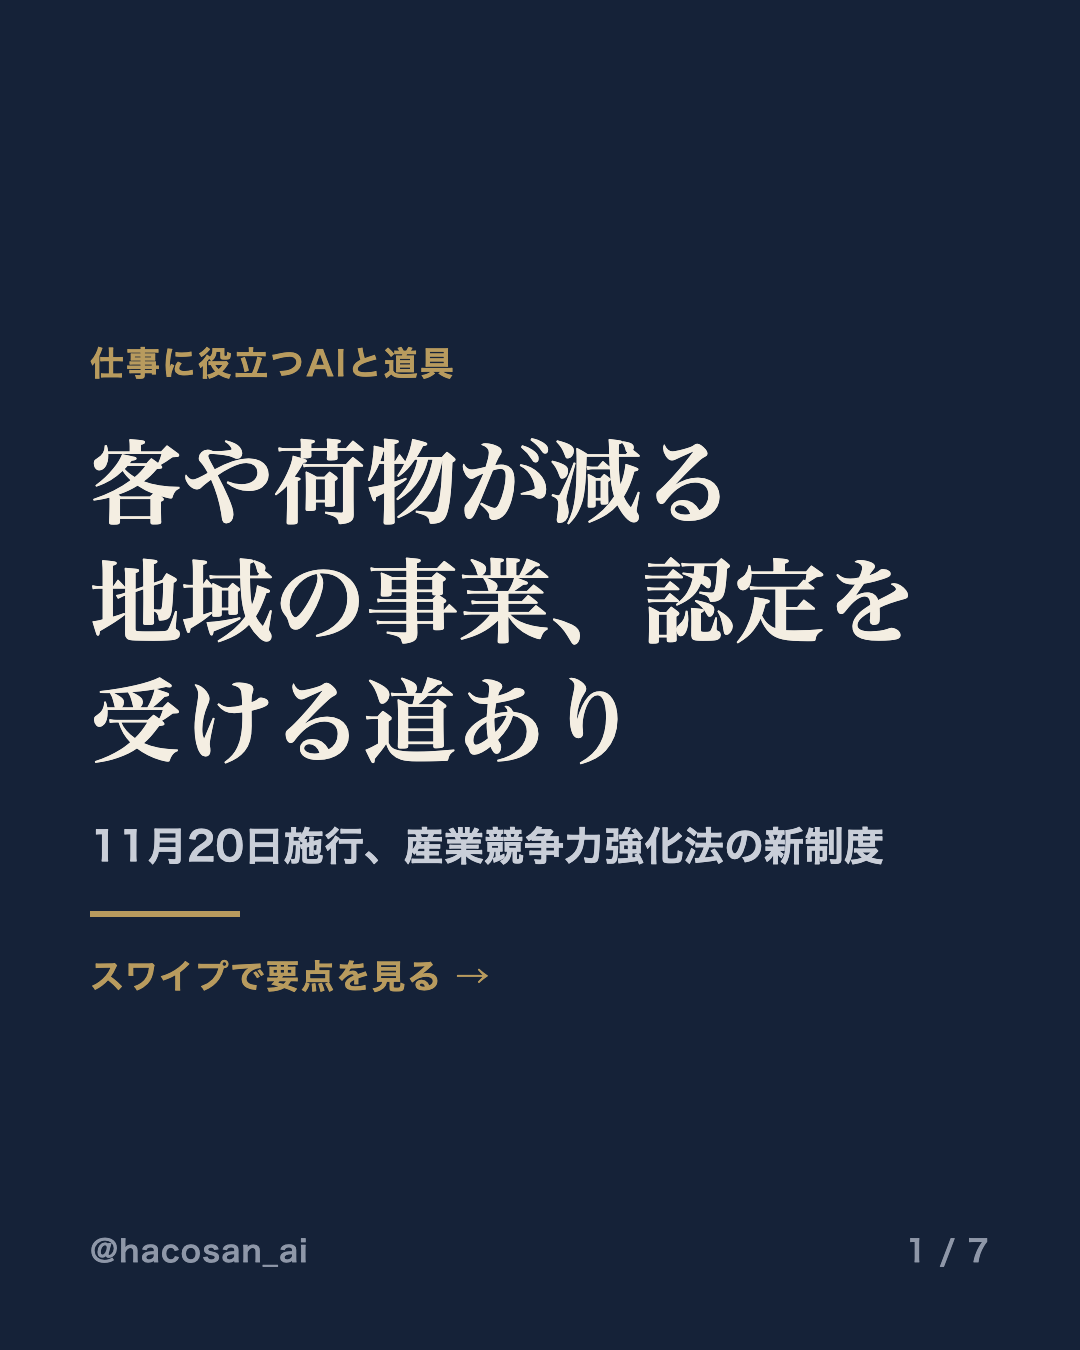 仕事に役立つAIと道具
客や荷物が減る
地域の事業、認定を
受ける道あり
11月20日施行、産業競争力強化法の新制度
スワイプで要点を見る →
@hacosan_ai
1 / 7